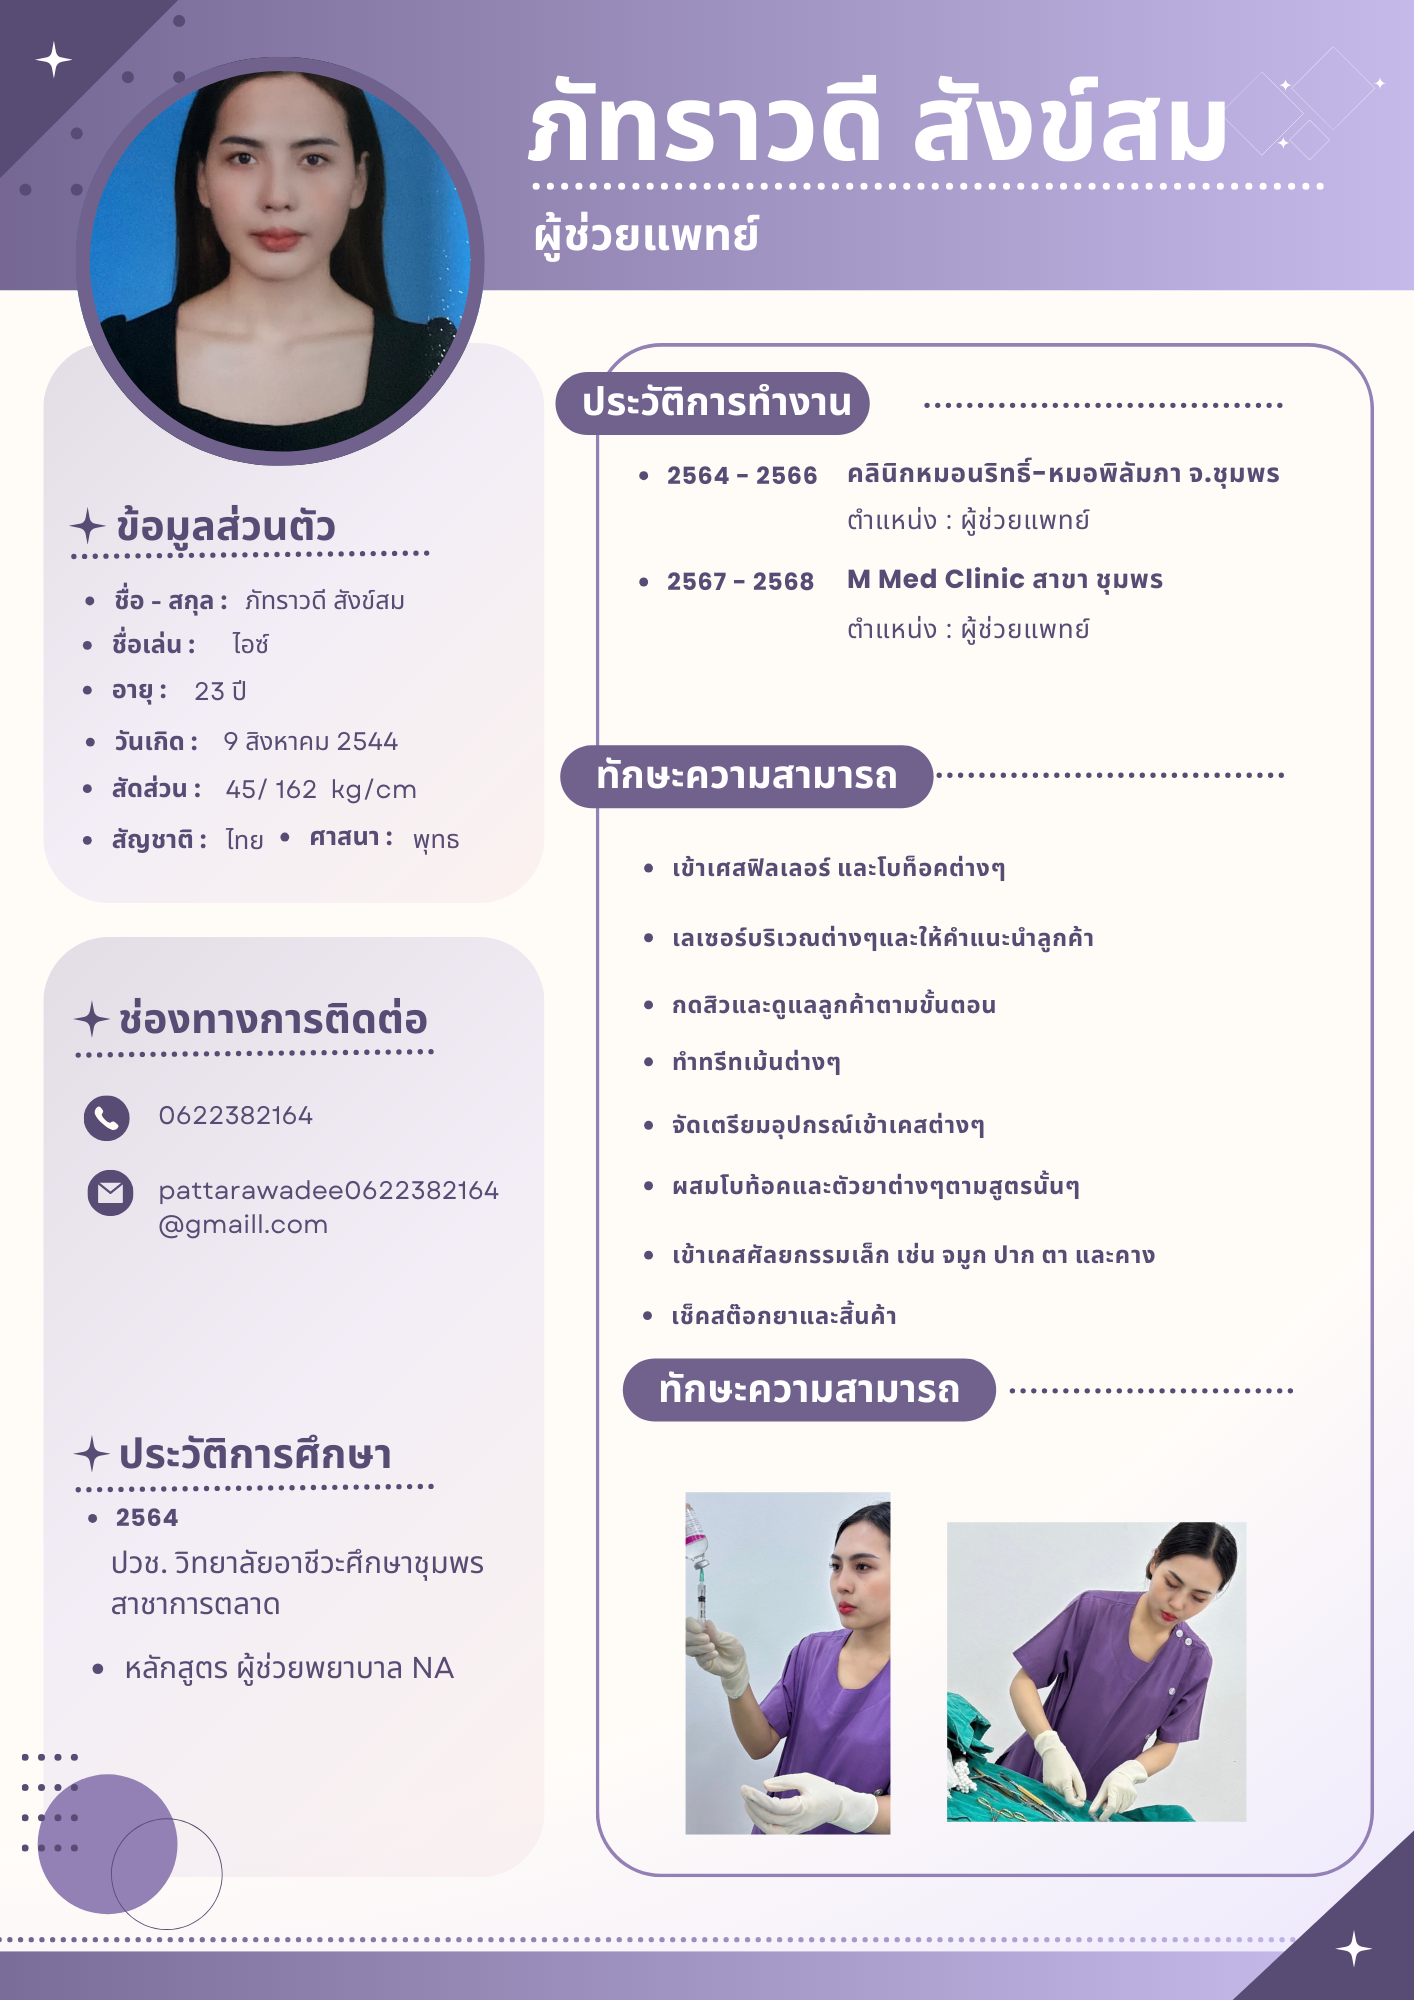 ภัทราวดี สังข์สม
ผู้ช่วยแพทย์
ข้อมูลส่วนตัว
ชื่อ - สกุล : ภัทราวดี สังข์สม
ชื่อเล่น : ไอซ์
อายุ : 23 ปี
วันเกิด : 9 สิงหาคม 2544
สัดส่วน : 45/ 162 kg/cm
สัญชาติ : ไทย • ศาสนา : พุทธ
ช่องทางการติดต่อ
0622382164
pattarawadee0622382164
@gmaill.com
ประวัติการศึกษา
2564
ปวช. วิทยาลัยอาชีวะศึกษาชุมพร
สาชาการตลาด
หลักสูตร ผู้ช่วยพยาบาล NA
ประวัติการทำงาน
2564 - 2566 คลินิกหมอนริทธิ์-หมอพิลัมภา จ.ชุมพร
ตำแหน่ง : ผู้ช่วยแพทย์
2567 - 2568 M Med Clinic สาขา ชุมพร
ตำแหน่ง : ผู้ช่วยแพทย์
ทักษะความสามารถ
เข้าเศสฟิลเลอร์ และโบท็อคต่างๆ
เลเซอร์บริเวณต่างๆและให้คำแนะนำลูกค้า
กดสิวและดูแลลูกค้าตามขั้นตอน
ทำทรีทเม้นต่างๆ
จัดเตรียมอุปกรณ์เข้าเคสต่างๆ
ผสมโบท้อคและตัวยาต่างๆตามสูตรนั้นๆ
เข้าเคสศัลยกรรมเล็ก เช่น จมูก ปาก ตา และคาง
เช็คสต๊อกยาและสิ้นค้า
ทักษะความสามารถ